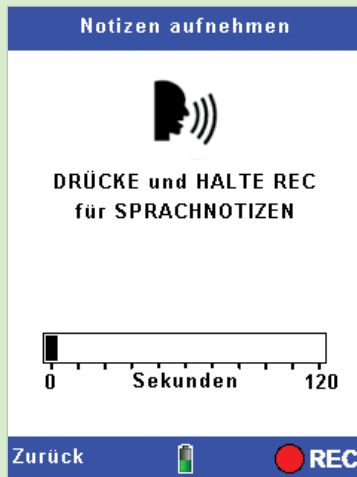 Notizen aufnehmen
DRÜCKE und HALTE REC
für SPRACHNOTIZEN
0 Sekunden 120
Zurück REC